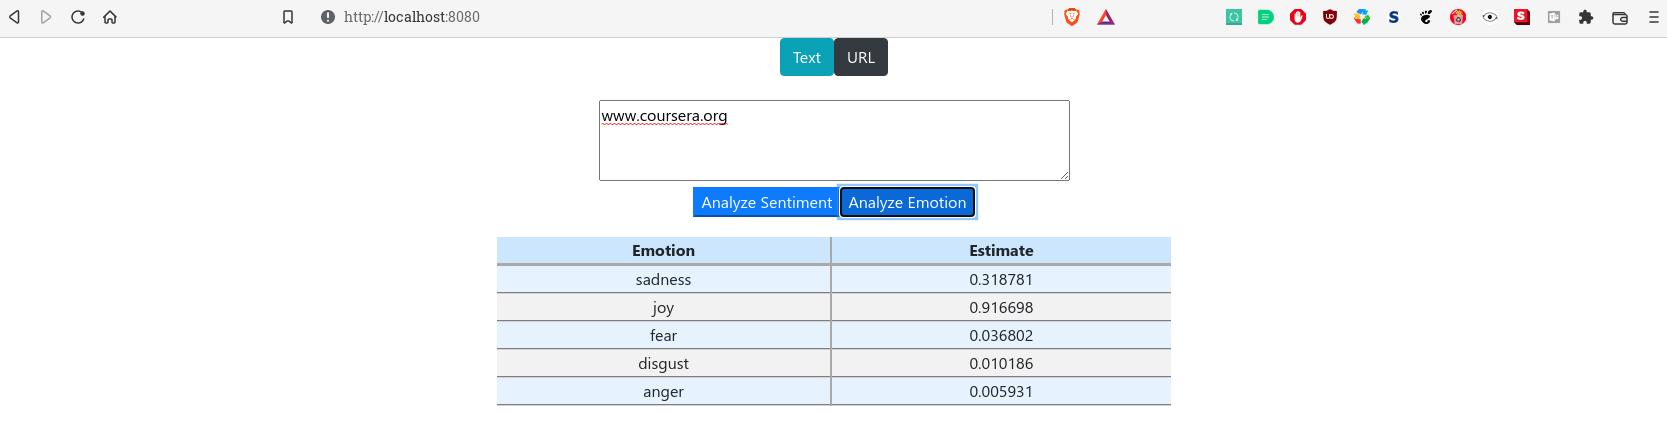 http://localhost:8080
Text URL
www.coursera.org
Analyze Sentiment Analyze Emotion
Emotion Estimate
sadness 0.318781
joy 0.916698
fear 0.036802
disgust 0.010186
anger 0.005931